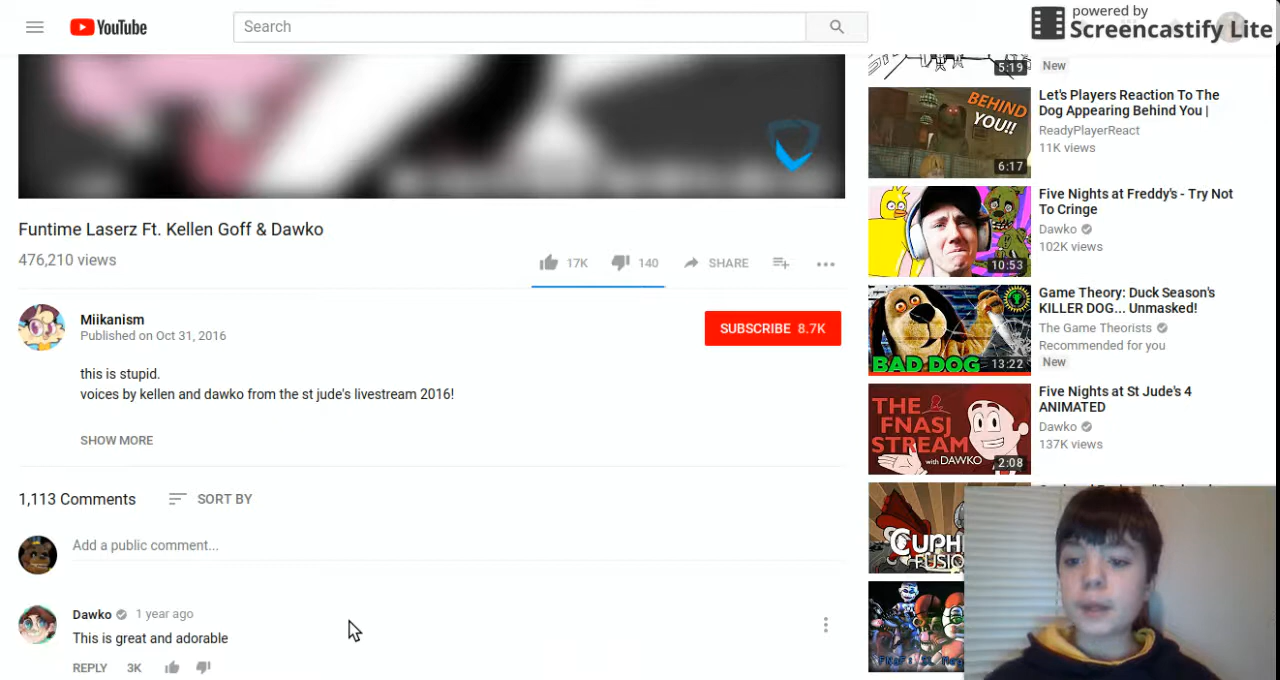 YouTube
Search
powered by
Screencastify Lite
5:19
New
BEHIND
YOU!!
6:17
Let's Players Reaction To The
Dog Appearing Behind You |
ReadyPlayerReact
11K views
10:53
Five Nights at Freddy's - Try Not
To Cringe
Dawko
102K views
BAD DOG
13:22
Game Theory: Duck Season's
KILLER DOG... Unmasked!
The Game Theorists
Recommended for you
New
THE
FNASJ
STREAM
with DAWKO
2:08
Five Nights at St Jude's 4
ANIMATED
Dawko
137K views
CUPH
FUSIO
Funtime Laserz Ft. Kellen Goff & Dawko
476,210 views
17K
140
SHARE
Miikanism
Published on Oct 31, 2016
SUBSCRIBE 8.7K
this is stupid.
voices by kellen and dawko from the st jude's livestream 2016!
SHOW MORE
1,113 Comments
SORT BY
Add a public comment...
Dawko 1 year ago
This is great and adorable
REPLY 3K